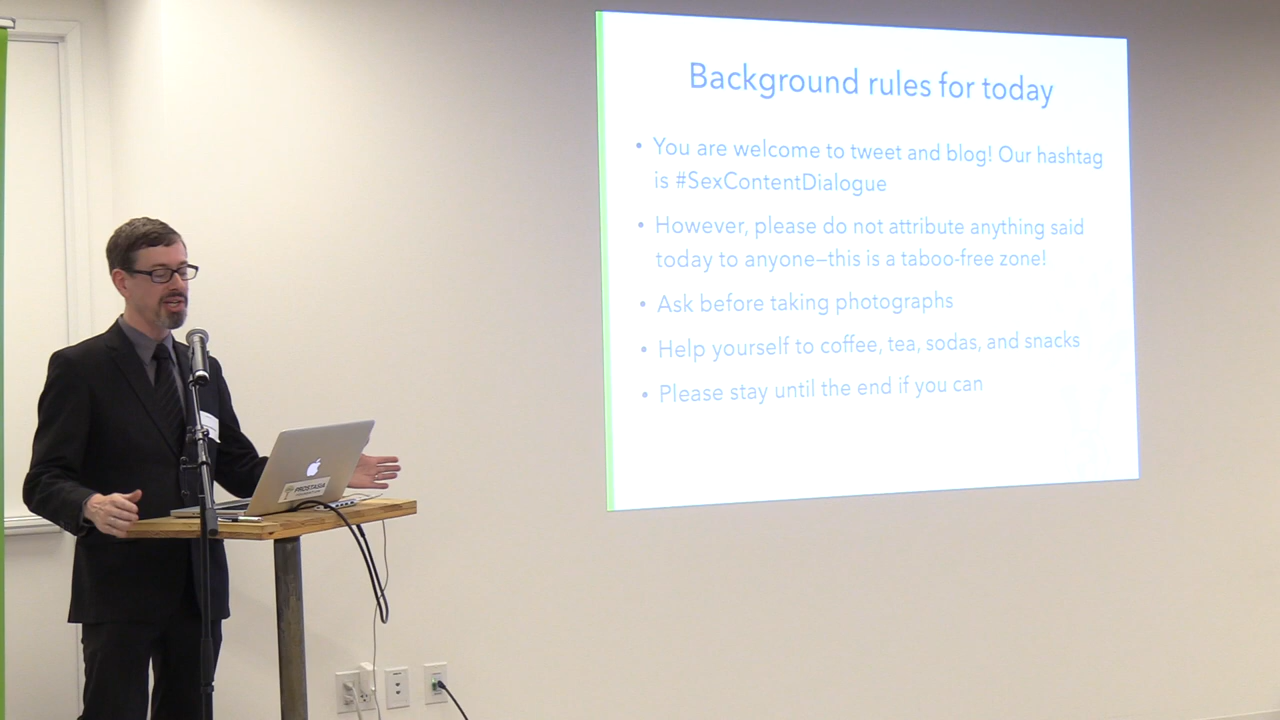 Background rules for today
• You are welcome to tweet and blog! Our hashtag
is #SexContentDialogue
• However, please do not attribute anything said
today to anyone—this is a taboo-free zone!
• Ask before taking photographs
• Help yourself to coffee, tea, sodas, and snacks
• Please stay until the end if you can
PROSTASIA